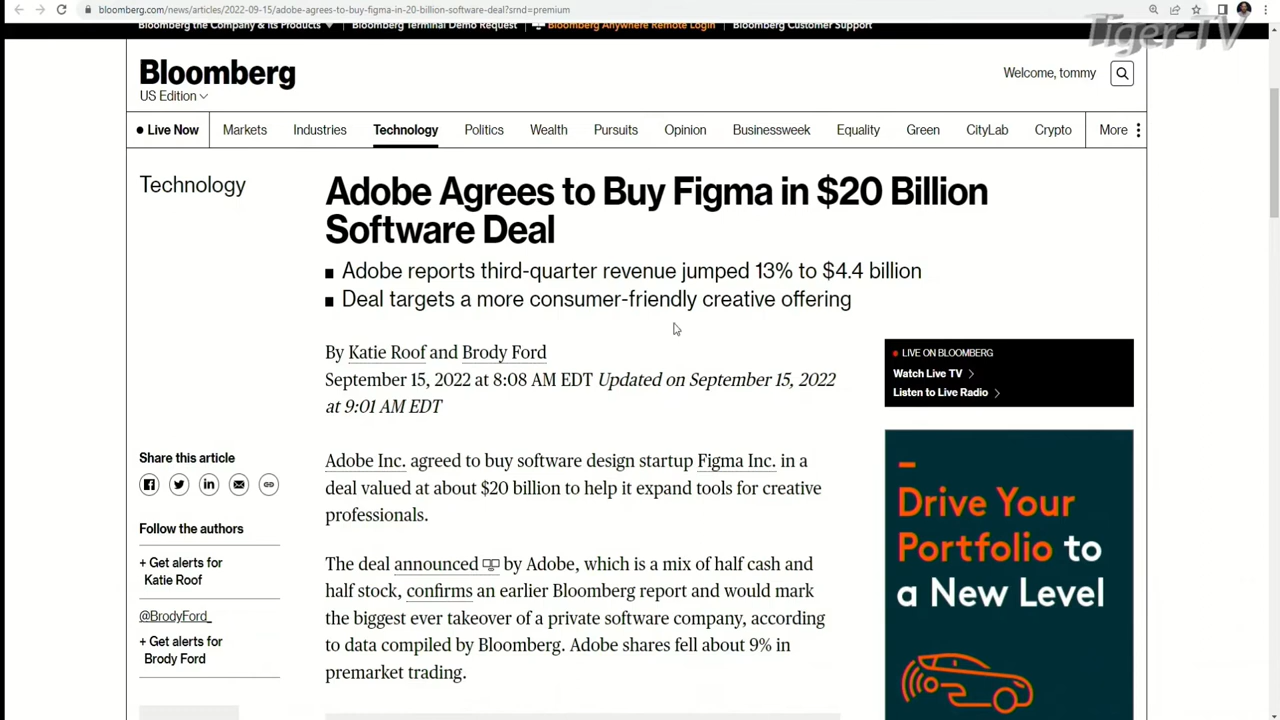 bloomberg.com/news/articles/2022-09-15/adobe-agrees-to-buy-figma-in-20-billion-software-deal?srnd=premium
Bloomberg the Company & Its Products Bloomberg Terminal Demo Request Bloomberg Anywhere Remote Login Bloomberg Customer Support
Tiger-TV
Bloomberg
US Edition
Welcome, tommy
Live Now Markets Industries Technology Politics Wealth Pursuits Opinion Businessweek Equality Green CityLab Crypto More
Technology
Adobe Agrees to Buy Figma in $20 Billion
Software Deal
Adobe reports third-quarter revenue jumped 13% to $4.4 billion
Deal targets a more consumer-friendly creative offering
By Katie Roof and Brody Ford
September 15, 2022 at 8:08 AM EDT Updated on September 15, 2022
at 9:01 AM EDT
LIVE ON BLOOMBERG
Watch Live TV
Listen to Live Radio
Share this article
Follow the authors
+ Get alerts for
Katie Roof
@BrodyFord_
+ Get alerts for
Brody Ford
Adobe Inc. agreed to buy software design startup Figma Inc. in a
deal valued at about $20 billion to help it expand tools for creative
professionals.
The deal announced by Adobe, which is a mix of half cash and
half stock, confirms an earlier Bloomberg report and would mark
the biggest ever takeover of a private software company, according
to data compiled by Bloomberg. Adobe shares fell about 9% in
premarket trading.
Drive Your
Portfolio to
a New Level